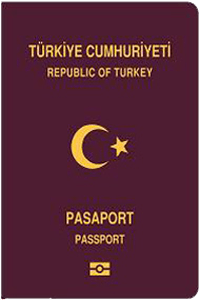 TÜRKİYE CUMHURİYETİ
REPUBLIC OF TURKEY
PASAPORT
PASSPORT